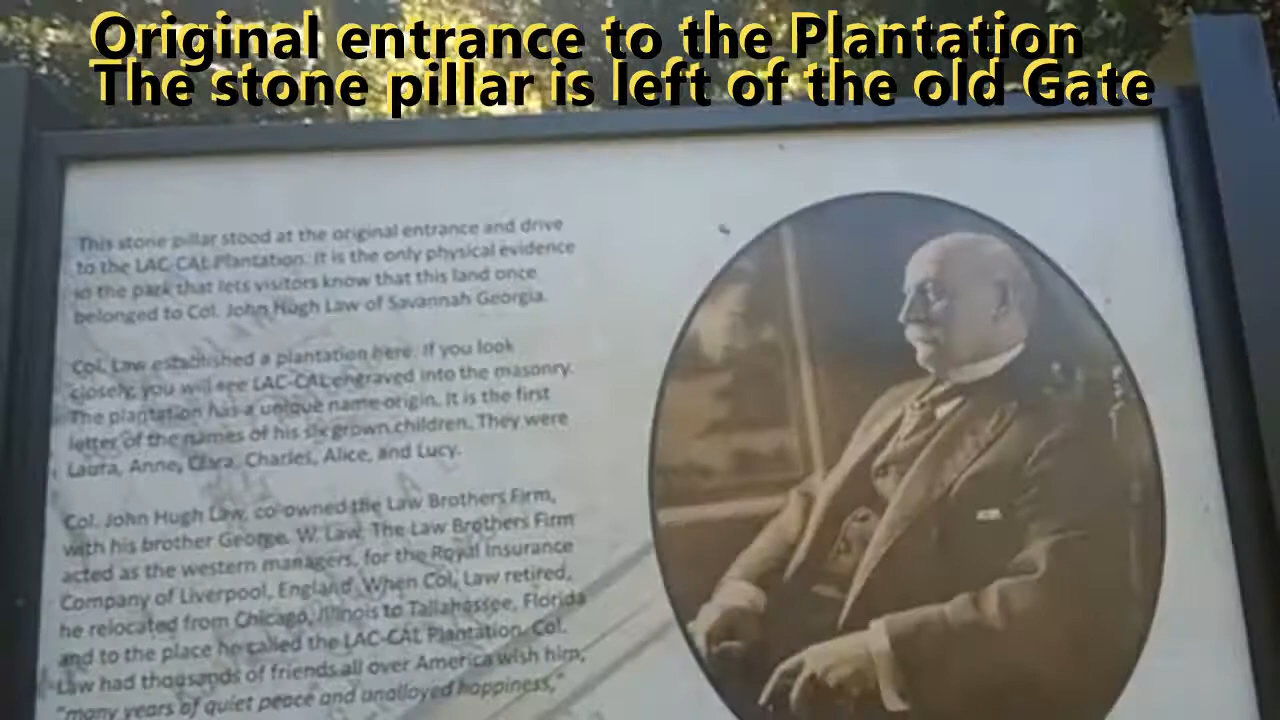 Original entrance to the Plantation
The stone pillar is left of the old Gate
This stone pillar stood at the original entrance and drive
to the LAC-CAL Plantation. It is the only physical evidence
in the park that lets visitors know that this land once
belonged to Col. John Hugh Law of Savannah Georgia.
Col. Law established a plantation here. If you look
closely, you will see LAC-CAL engraved into the masonry.
The plantation has a unique name origin. It is the first
letter of the names of his six grown children. They were
Laura, Anne, Clara, Charles, Alice, and Lucy.
Col. John Hugh Law, co-owned the Law Brothers Firm,
with his brother George. W. Law. The Law Brothers Firm
acted as the western managers, for the Royal Insurance
Company of Liverpool, England. When Col. Law retired,
he relocated from Chicago, Illinois to Tallahassee, Florida
and to the place he called the LAC-CAL Plantation. Col.
Law had thousands of friends all over America wish him,
"many years of quiet peace and unalloyed happiness,"